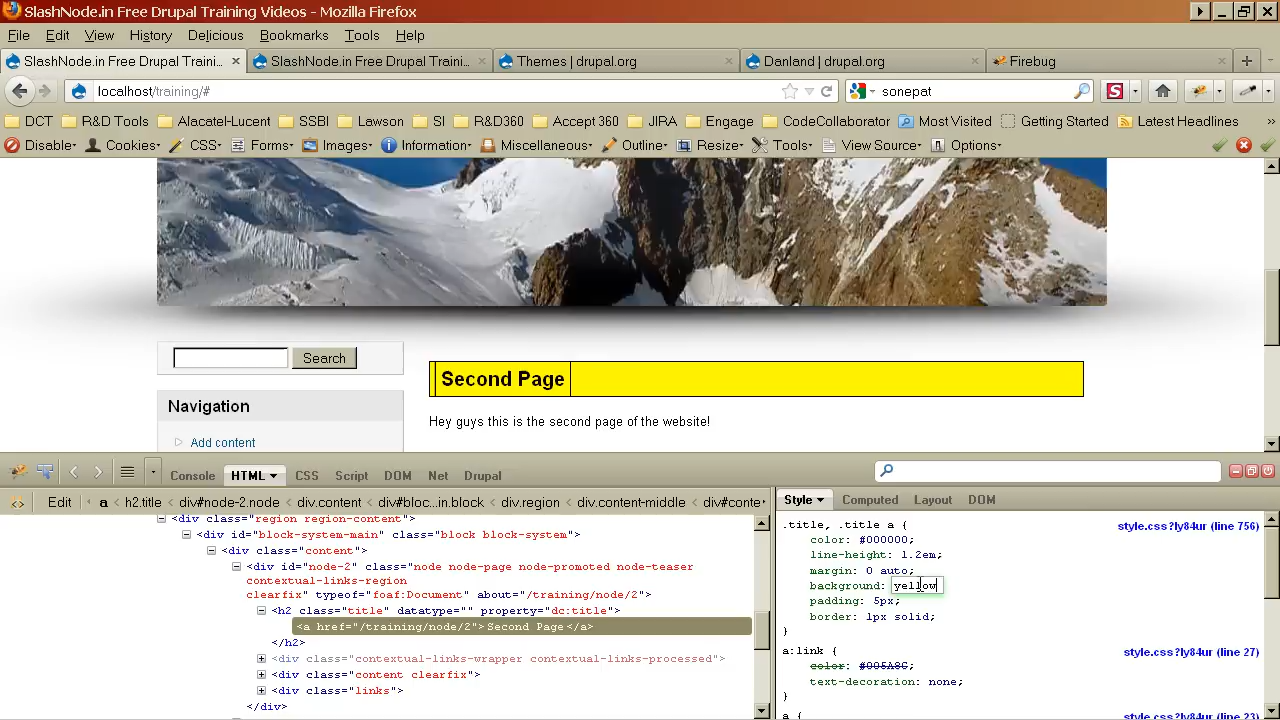 SlashNode.in Free Drupal Training Videos - Mozilla Firefox
File Edit View History Delicious Bookmarks Tools Help
SlashNode.in Free Drupal Traini... SlashNode.in Free Drupal Traini... Themes | drupal.org Danland | drupal.org Firebug
localhost/training/# sonepat
DCT R&D Tools Alacatel-Lucent SSBI Lawson SI R&D360 Accept 360 JIRA Engage CodeCollaborator Most Visited Getting Started Latest Headlines
Disable Cookies CSS Forms Images Information Miscellaneous Outline Resize Tools View Source Options
Search
Second Page
Navigation
Hey guys this is the second page of the website!
Add content
Console HTML CSS Script DOM Net Drupal
Edit a h2.title div#node-2.node div.content div#bloc...in.block div.region div.content-middle div#conte
Style Computed Layout DOM
<div class="region region-content">
<div id="block-system-main" class="block block-system">
<div class="content">
<div id="node-2" class="node node-page node-promoted node-teaser
contextual-links-region
clearfix" typeof="foaf:Document" about="/training/node/2">
<h2 class="title" datatype="" property="dc:title">
<a href="/training/node/2">Second Page</a>
</h2>
<div class="contextual-links-wrapper contextual-links-processed">
<div class="content clearfix">
<div class="links">
</div>
.title, .title a { style.css?ly84ur (line 756)
color: #000000;
line-height: 1.2em;
margin: 0 auto;
background: yellow
padding: 5px;
border: 1px solid;
}
a:link { style.css?ly84ur (line 27)
color: #005A8C;
text-decoration: none;
}
a { style.css?ly84ur (line 23)